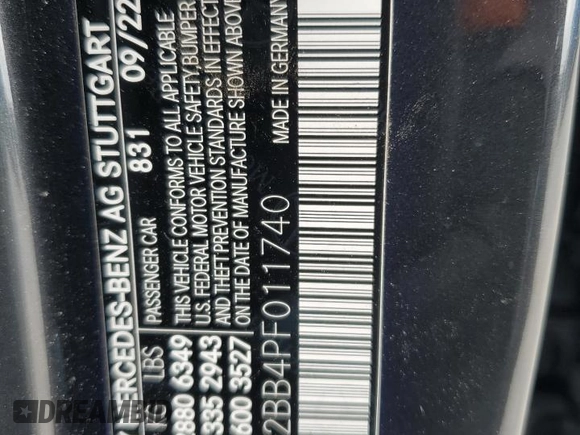 MERCEDES-BENZ AG STUTTGART
831 09/22
LBS PASSENGER CAR
2880 6349 THIS VEHICLE CONFORMS TO ALL APPLICABLE
U.S. FEDERAL MOTOR VEHICLE SAFETY, BUMPER,
335 2943 AND THEFT PREVENTION STANDARDS IN EFFECT
600 3527 ON THE DATE OF MANUFACTURE SHOWN ABOVE
2BB4PF011740 MADE IN GERMANY
DREAMBID